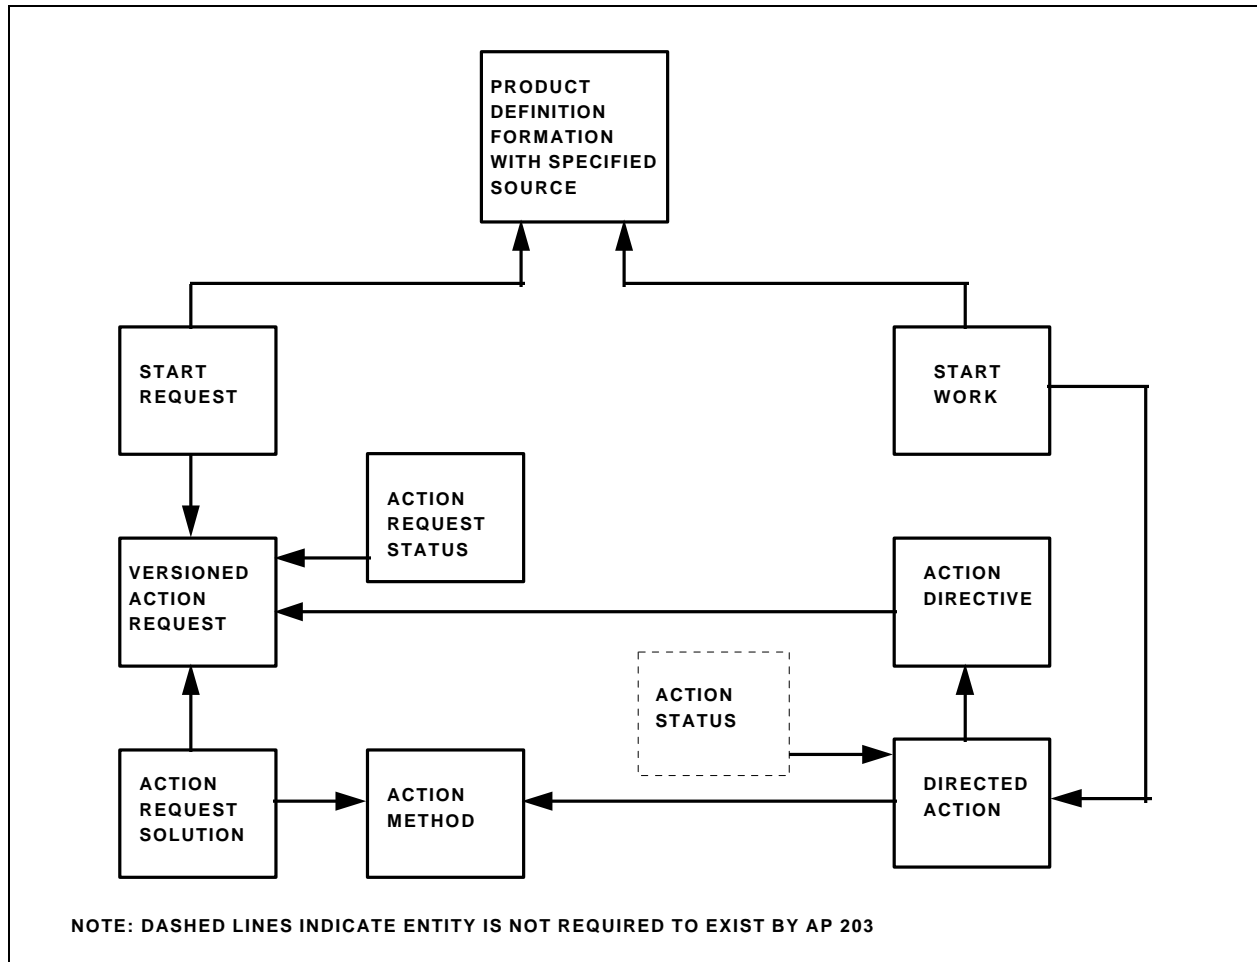 PRODUCT
DEFINITION
FORMATION
WITH SPECIFIED
SOURCE
START
REQUEST
START
WORK
ACTION
REQUEST
STATUS
VERSIONED
ACTION
REQUEST
ACTION
DIRECTIVE
ACTION
STATUS
ACTION
REQUEST
SOLUTION
ACTION
METHOD
DIRECTED
ACTION
NOTE: DASHED LINES INDICATE ENTITY IS NOT REQUIRED TO EXIST BY AP 203